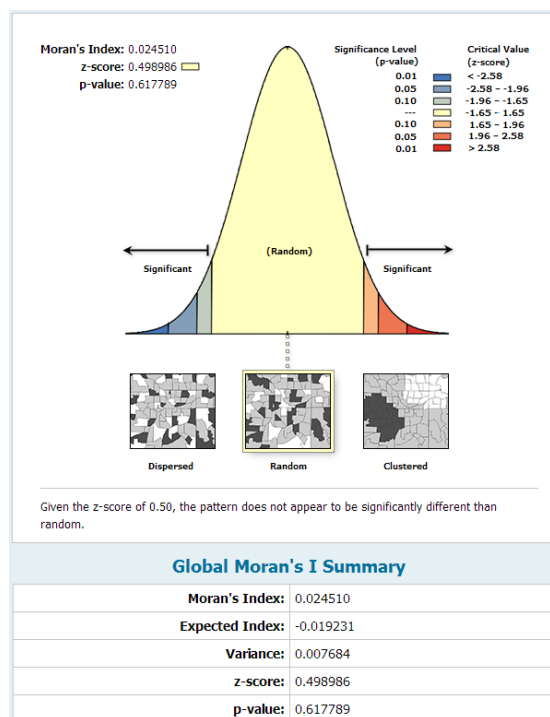 Moran's Index: 0.024510
z-score: 0.498986
p-value: 0.617789
Significance Level
(p-value)
Critical Value
(z-score)
0.01 < -2.58
0.05 -2.58 - -1.96
0.10 -1.96 - -1.65
--- -1.65 - 1.65
0.10 1.65 - 1.96
0.05 1.96 - 2.58
0.01 > 2.58
(Random)
Significant Significant
Dispersed Random Clustered
Given the z-score of 0.50, the pattern does not appear to be significantly different than
random.
Global Moran's I Summary
Moran's Index: 0.024510
Expected Index: -0.019231
Variance: 0.007684
z-score: 0.498986
p-value: 0.617789